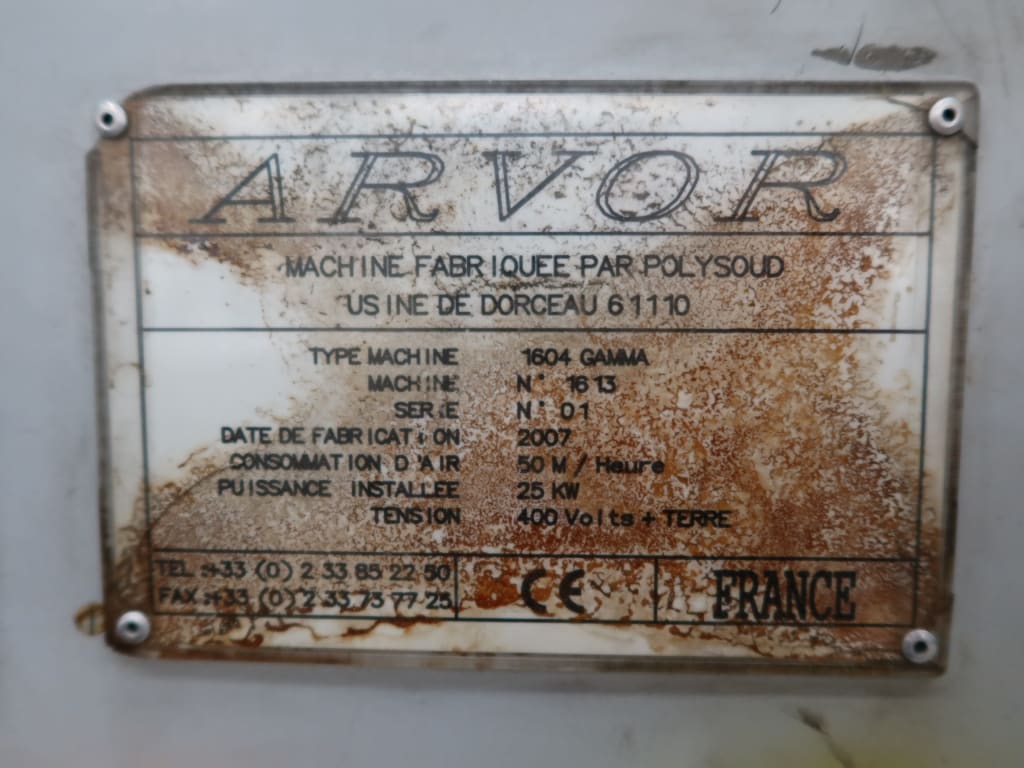 ARVOR
MACHINE FABRIQUEE PAR POLYSOUD
USINE DE DORCEAU 61110
TYPE MACHINE 1604 GAMMA
MACHINE N° 1613
SERIE N° 01
DATE DE FABRICATION 2007
CONSOMMATION D'AIR 50 M / Heure
PUISSANCE INSTALLEE 25 KW
TENSION 400 Volts + TERRE
TEL :+33 (0) 2 33 85 22 50
FAX :+33 (0) 2 33 73 77 25
CE
FRANCE